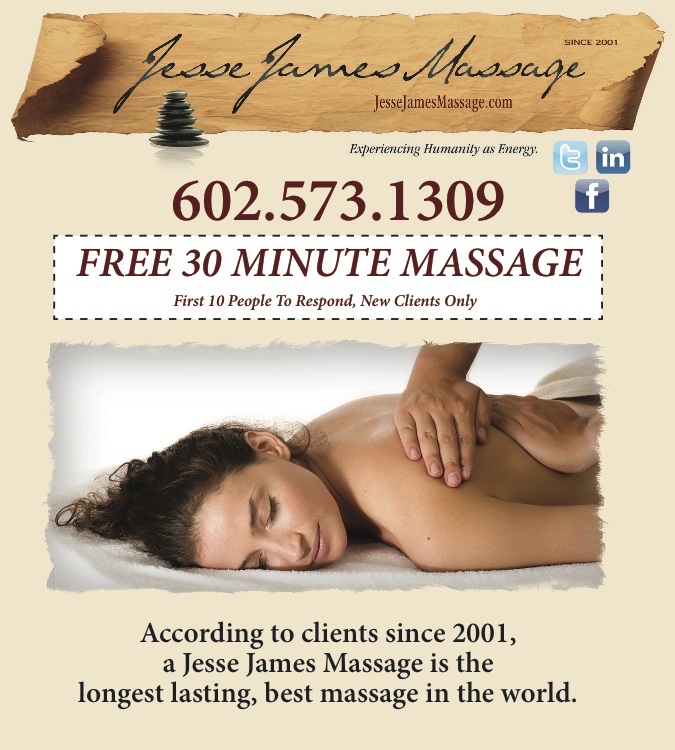 SINCE 2001
Jesse James Massage
JesseJamesMassage.com
Experiencing Humanity as Energy.
t in
f
602.573.1309
FREE 30 MINUTE MASSAGE
First 10 People To Respond, New Clients Only
According to clients since 2001,
a Jesse James Massage is the
longest lasting, best massage in the world.